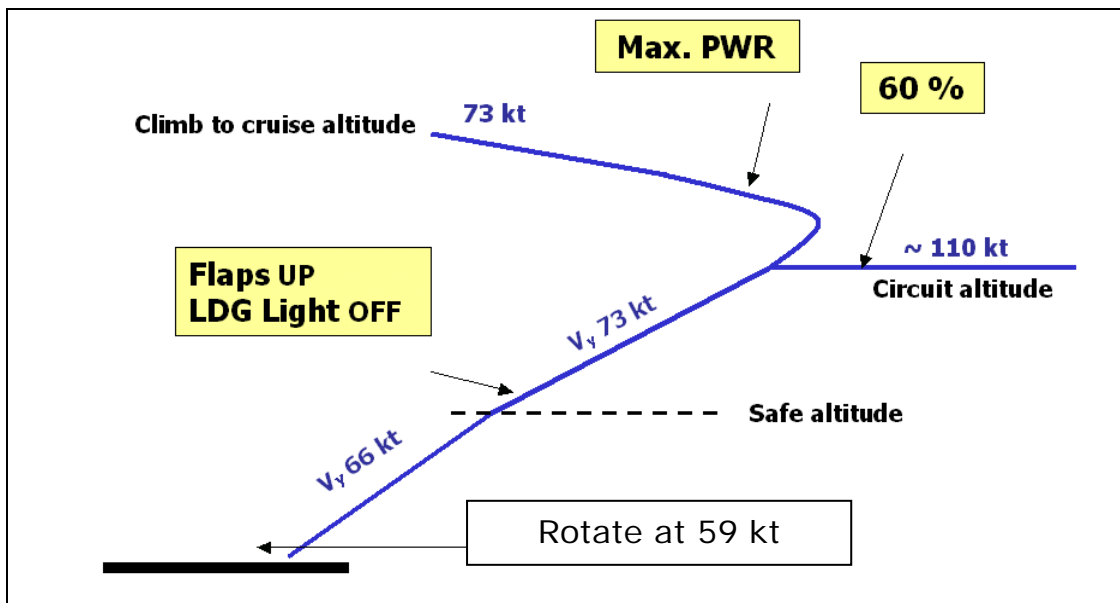 Max. PWR
60 %
73 kt
Climb to cruise altitude
~ 110 kt
Circuit altitude
Flaps UP
LDG Light OFF
Vy 73 kt
Safe altitude
Vy 66 kt
Rotate at 59 kt